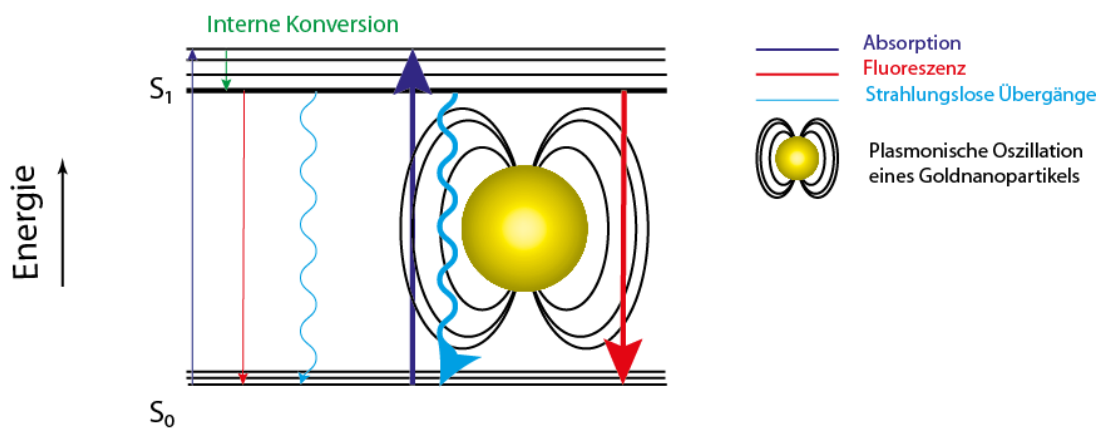 Interne Konversion
S1
Energie
S0
Absorption
Fluoreszenz
Strahlungslose Übergänge
Plasmonische Oszillation
eines Goldnanopartikels